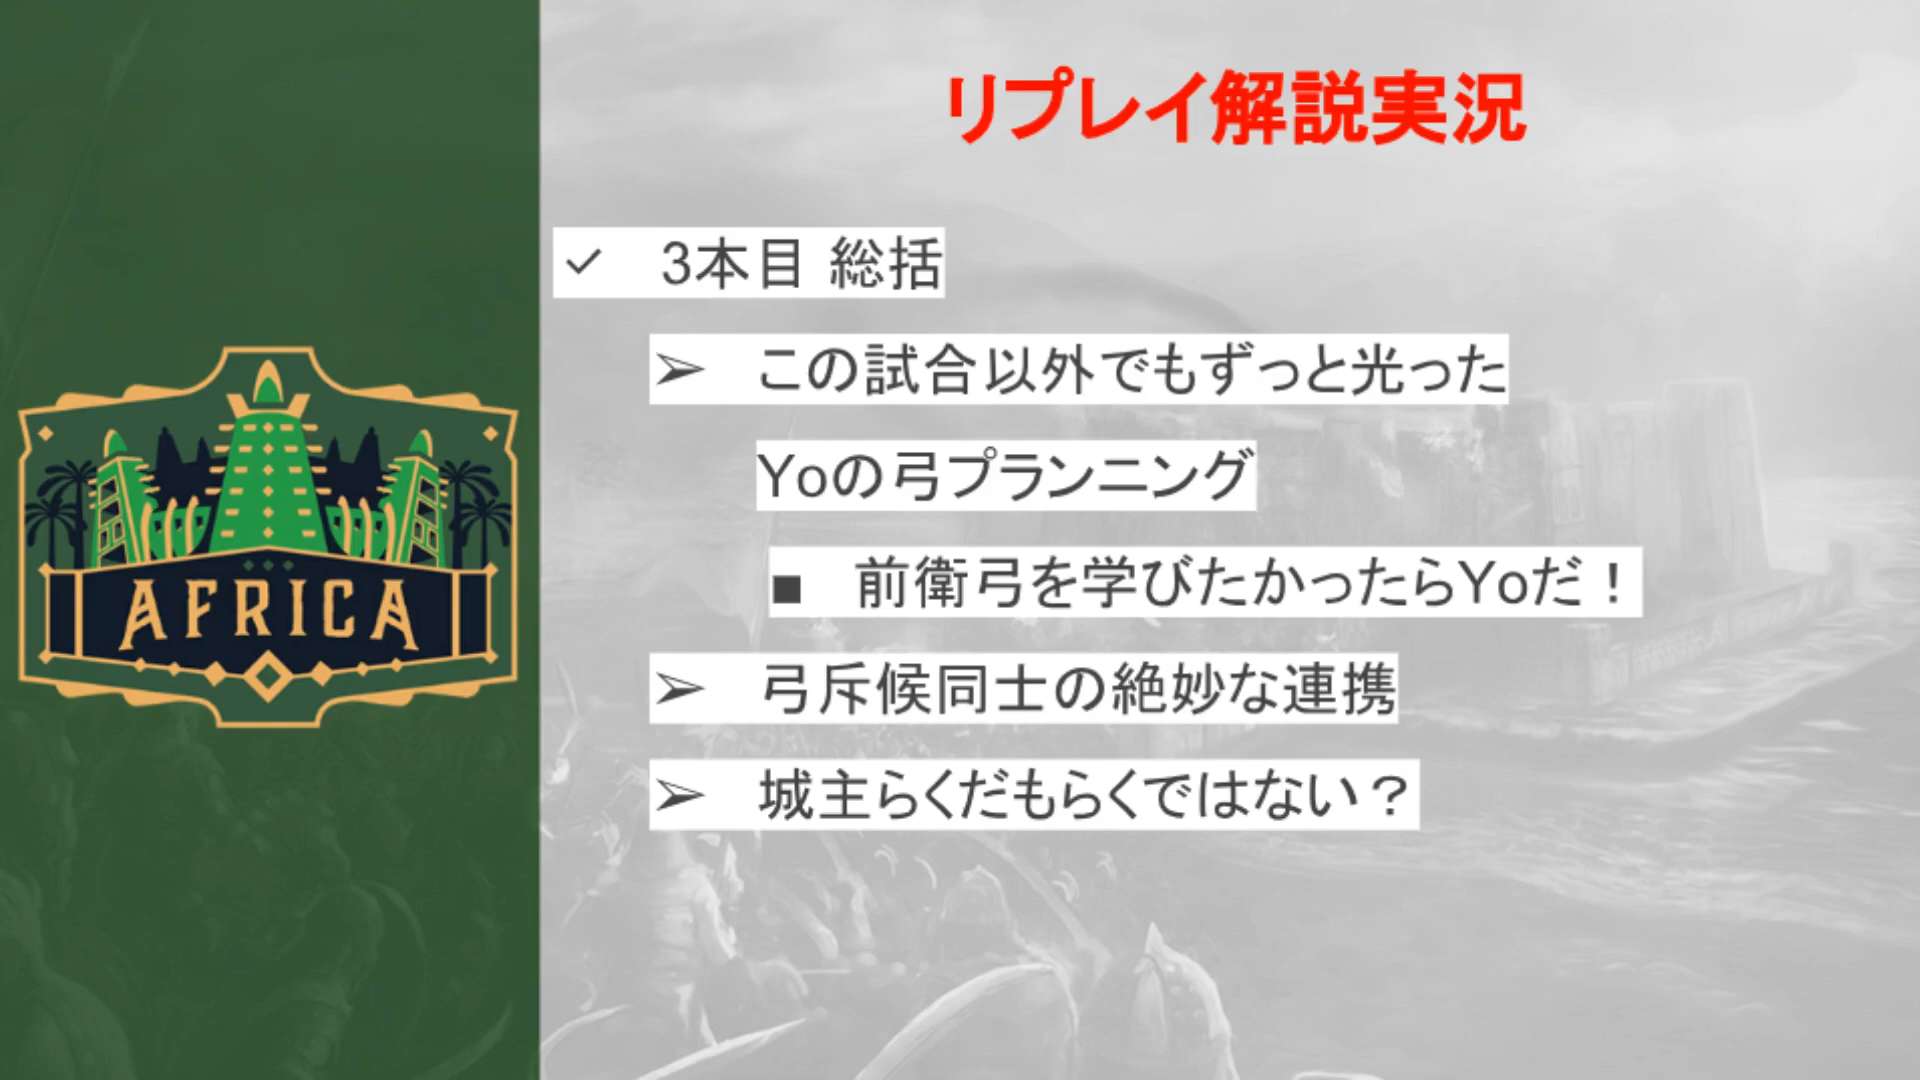 リプレイ解説実況
✓ 3本目 総括
➢ この試合以外でもずっと光った
Yoの弓プランニング
■ 前衛弓を学びたかったらYoだ！
➢ 弓斥候同士の絶妙な連携
➢ 城主らくだもらくではない？
AFRICA